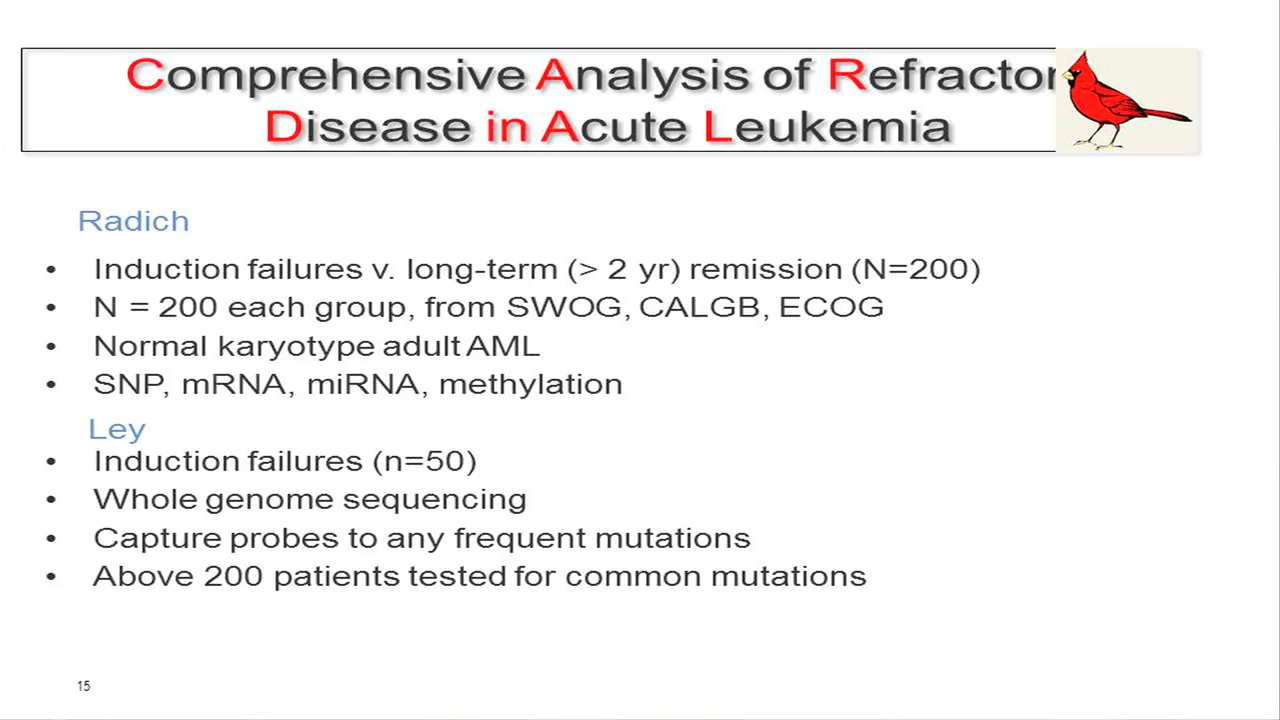 Comprehensive Analysis of Refractor
Disease in Acute Leukemia
Radich
• Induction failures v. long-term (> 2 yr) remission (N=200)
• N = 200 each group, from SWOG, CALGB, ECOG
• Normal karyotype adult AML
• SNP, mRNA, miRNA, methylation
Ley
• Induction failures (n=50)
• Whole genome sequencing
• Capture probes to any frequent mutations
• Above 200 patients tested for common mutations
15